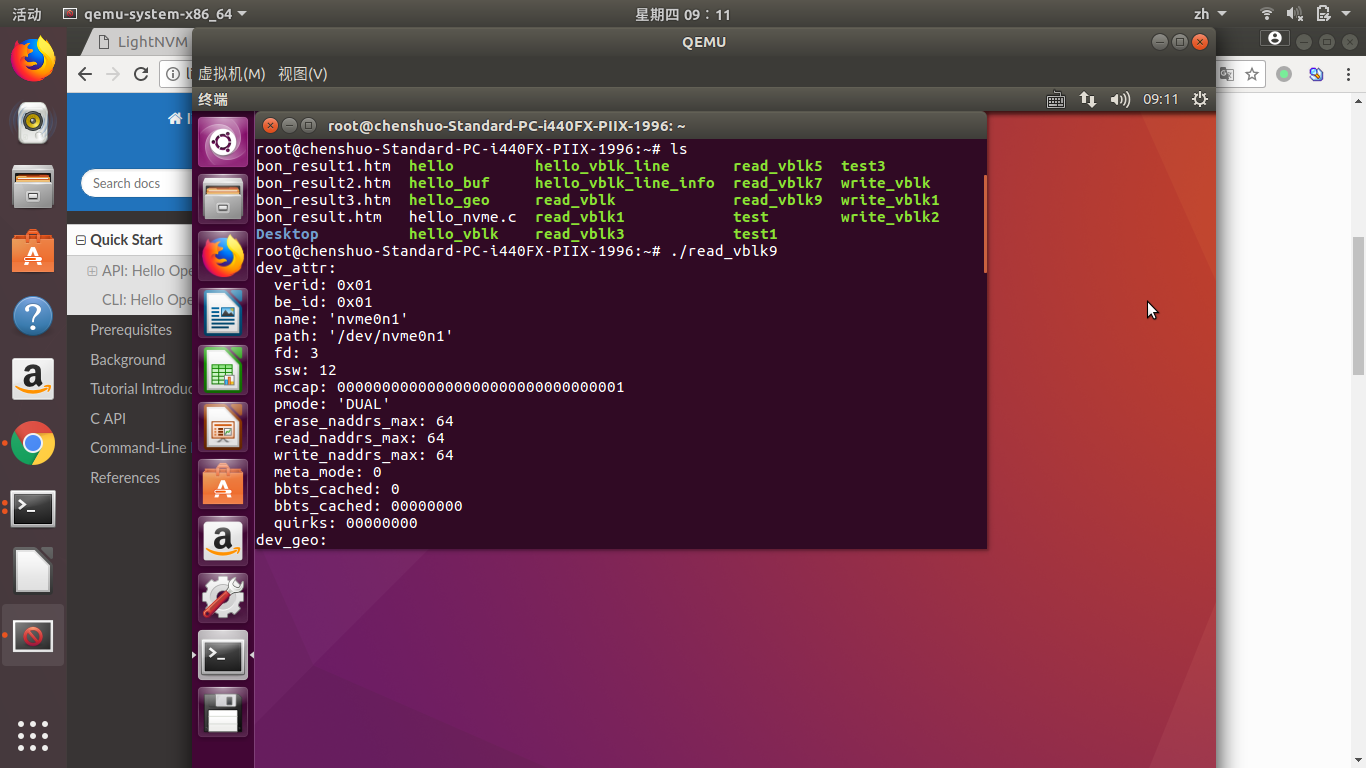 活动 qemu-system-x86_64 星期四 09：11 zh
LightNVM
QEMU
虚拟机(M) 视图(V)
终端 09:11
Search docs
Quick Start
API: Hello Ope
CLI: Hello Open
Prerequisites
Background
Tutorial Introduc
C API
Command-Line
References
root@chenshuo-Standard-PC-i440FX-PIIX-1996: ~
root@chenshuo-Standard-PC-i440FX-PIIX-1996:~# ls
bon_result1.htm hello hello_vblk_line read_vblk5 test3
bon_result2.htm hello_buf hello_vblk_line_info read_vblk7 write_vblk
bon_result3.htm hello_geo read_vblk read_vblk9 write_vblk1
bon_result.htm hello_nvme.c read_vblk1 test write_vblk2
Desktop hello_vblk read_vblk3 test1
root@chenshuo-Standard-PC-i440FX-PIIX-1996:~# ./read_vblk9
dev_attr:
verid: 0x01
be_id: 0x01
name: 'nvme0n1'
path: '/dev/nvme0n1'
fd: 3
ssw: 12
mccap: 00000000000000000000000000000001
pmode: 'DUAL'
erase_naddrs_max: 64
read_naddrs_max: 64
write_naddrs_max: 64
meta_mode: 0
bbts_cached: 0
bbts_cached: 00000000
quirks: 00000000
dev_geo: